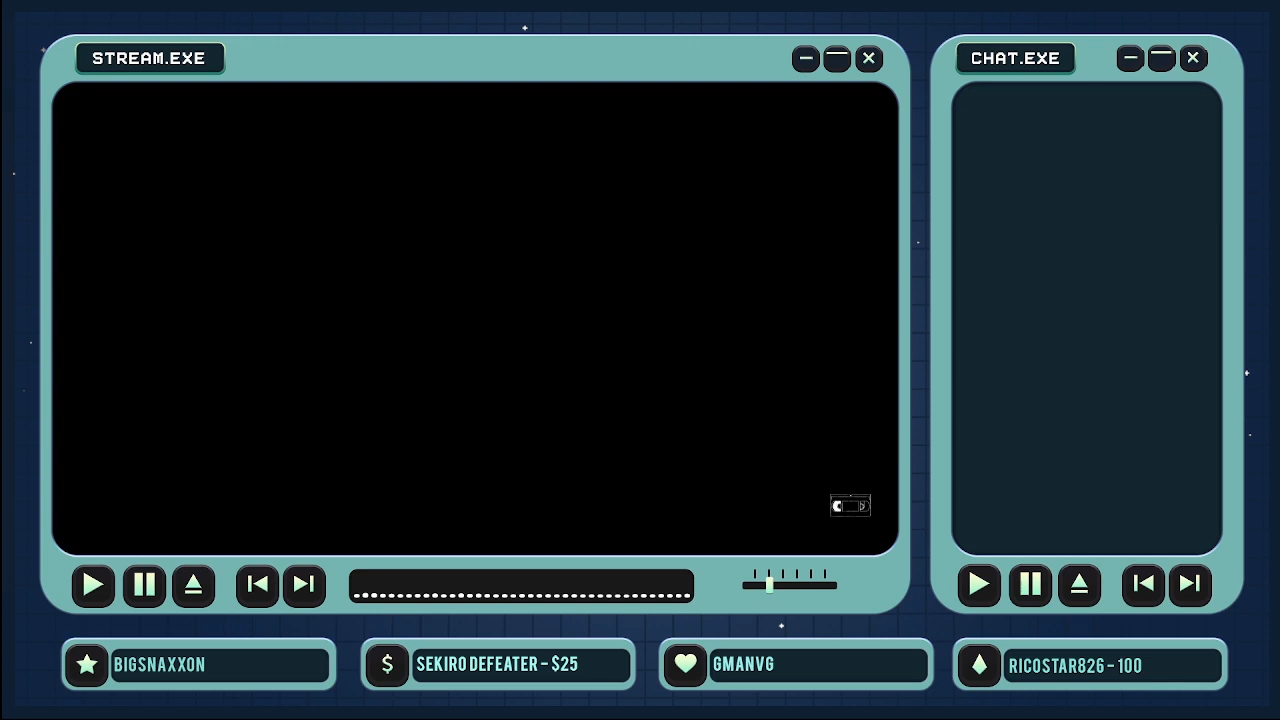 STREAM.EXE
CHAT.EXE
BIGSNAXXON
SEKIRO DEFEATER - $25
GMANVG
RICOSTAR826 - 100